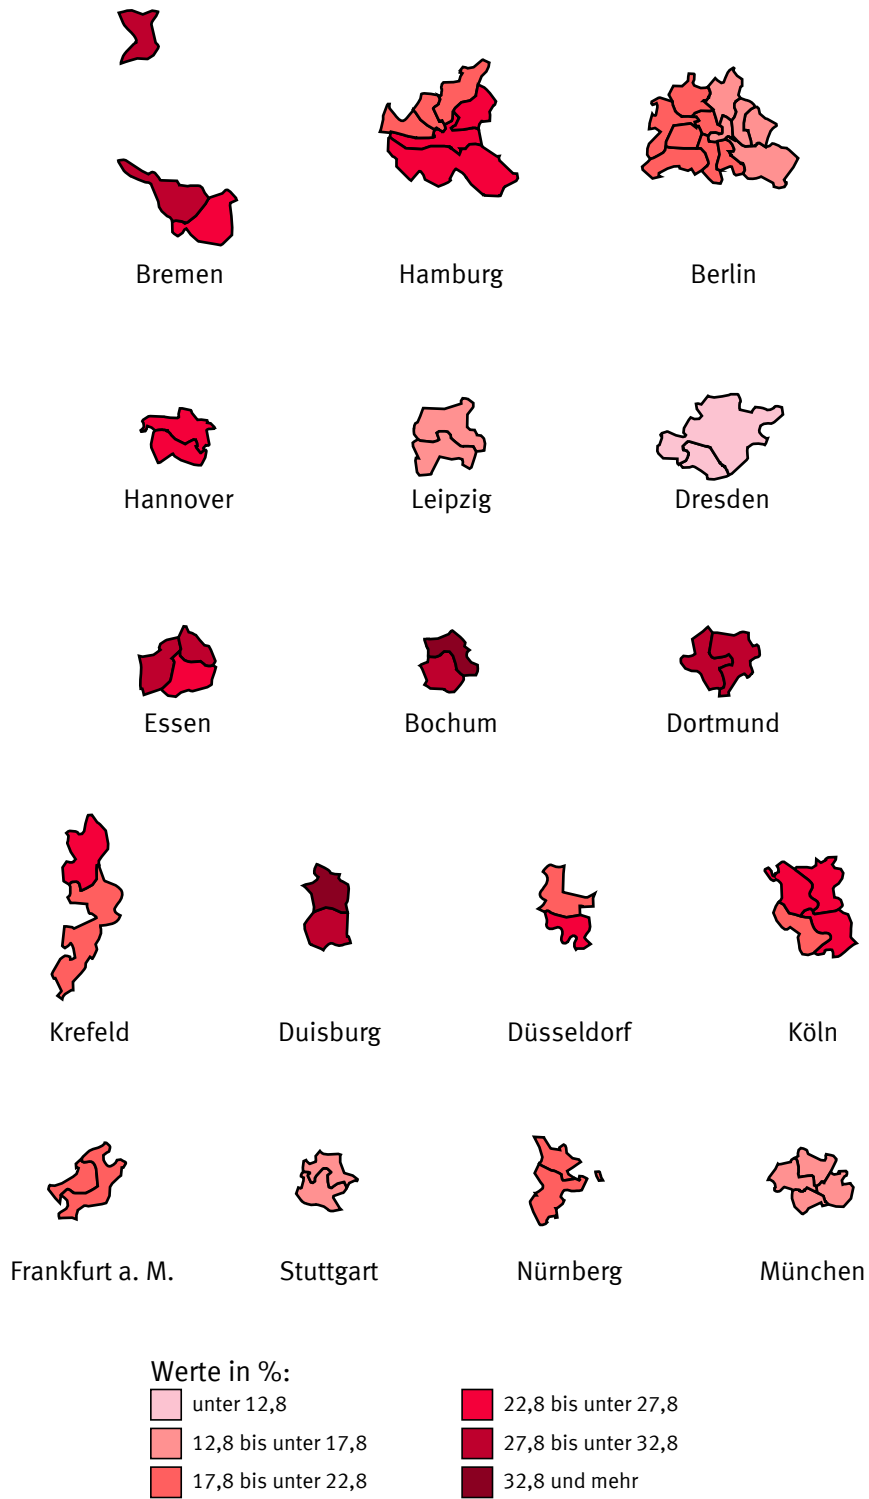 Bremen Hamburg Berlin
Hannover Leipzig Dresden
Essen Bochum Dortmund
Krefeld Duisburg Düsseldorf Köln
Frankfurt a. M. Stuttgart Nürnberg München
Werte in %:
unter 12,8 22,8 bis unter 27,8
12,8 bis unter 17,8 27,8 bis unter 32,8
17,8 bis unter 22,8 32,8 und mehr